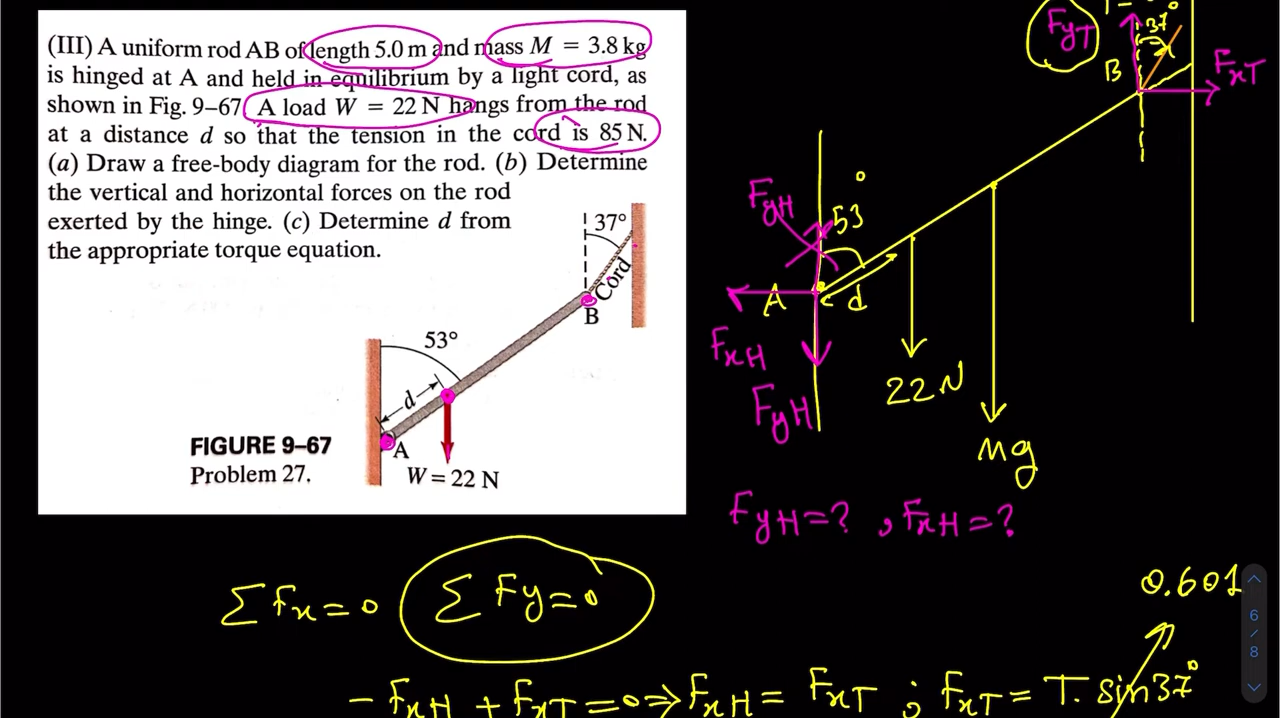 (III) A uniform rod AB of length 5.0 m and mass M = 3.8 kg
is hinged at A and held in equilibrium by a light cord, as
shown in Fig. 9–67. A load W = 22 N hangs from the rod
at a distance d so that the tension in the cord is 85 N.
(a) Draw a free-body diagram for the rod. (b) Determine
the vertical and horizontal forces on the rod
exerted by the hinge. (c) Determine d from
the appropriate torque equation.
37°
Cord
B
53°
d
A
W = 22 N
FIGURE 9–67
Problem 27.
FyT
37°
B
FxT
FyH
53°
A
d
FxH
FyH
22 N
Mg
FyH=? , FxH=?
ΣFx=0
ΣFy=0
0.601
- FxH + FxT =0⇒ FxH = FxT ; FxT = T. sin37°
6
/
8